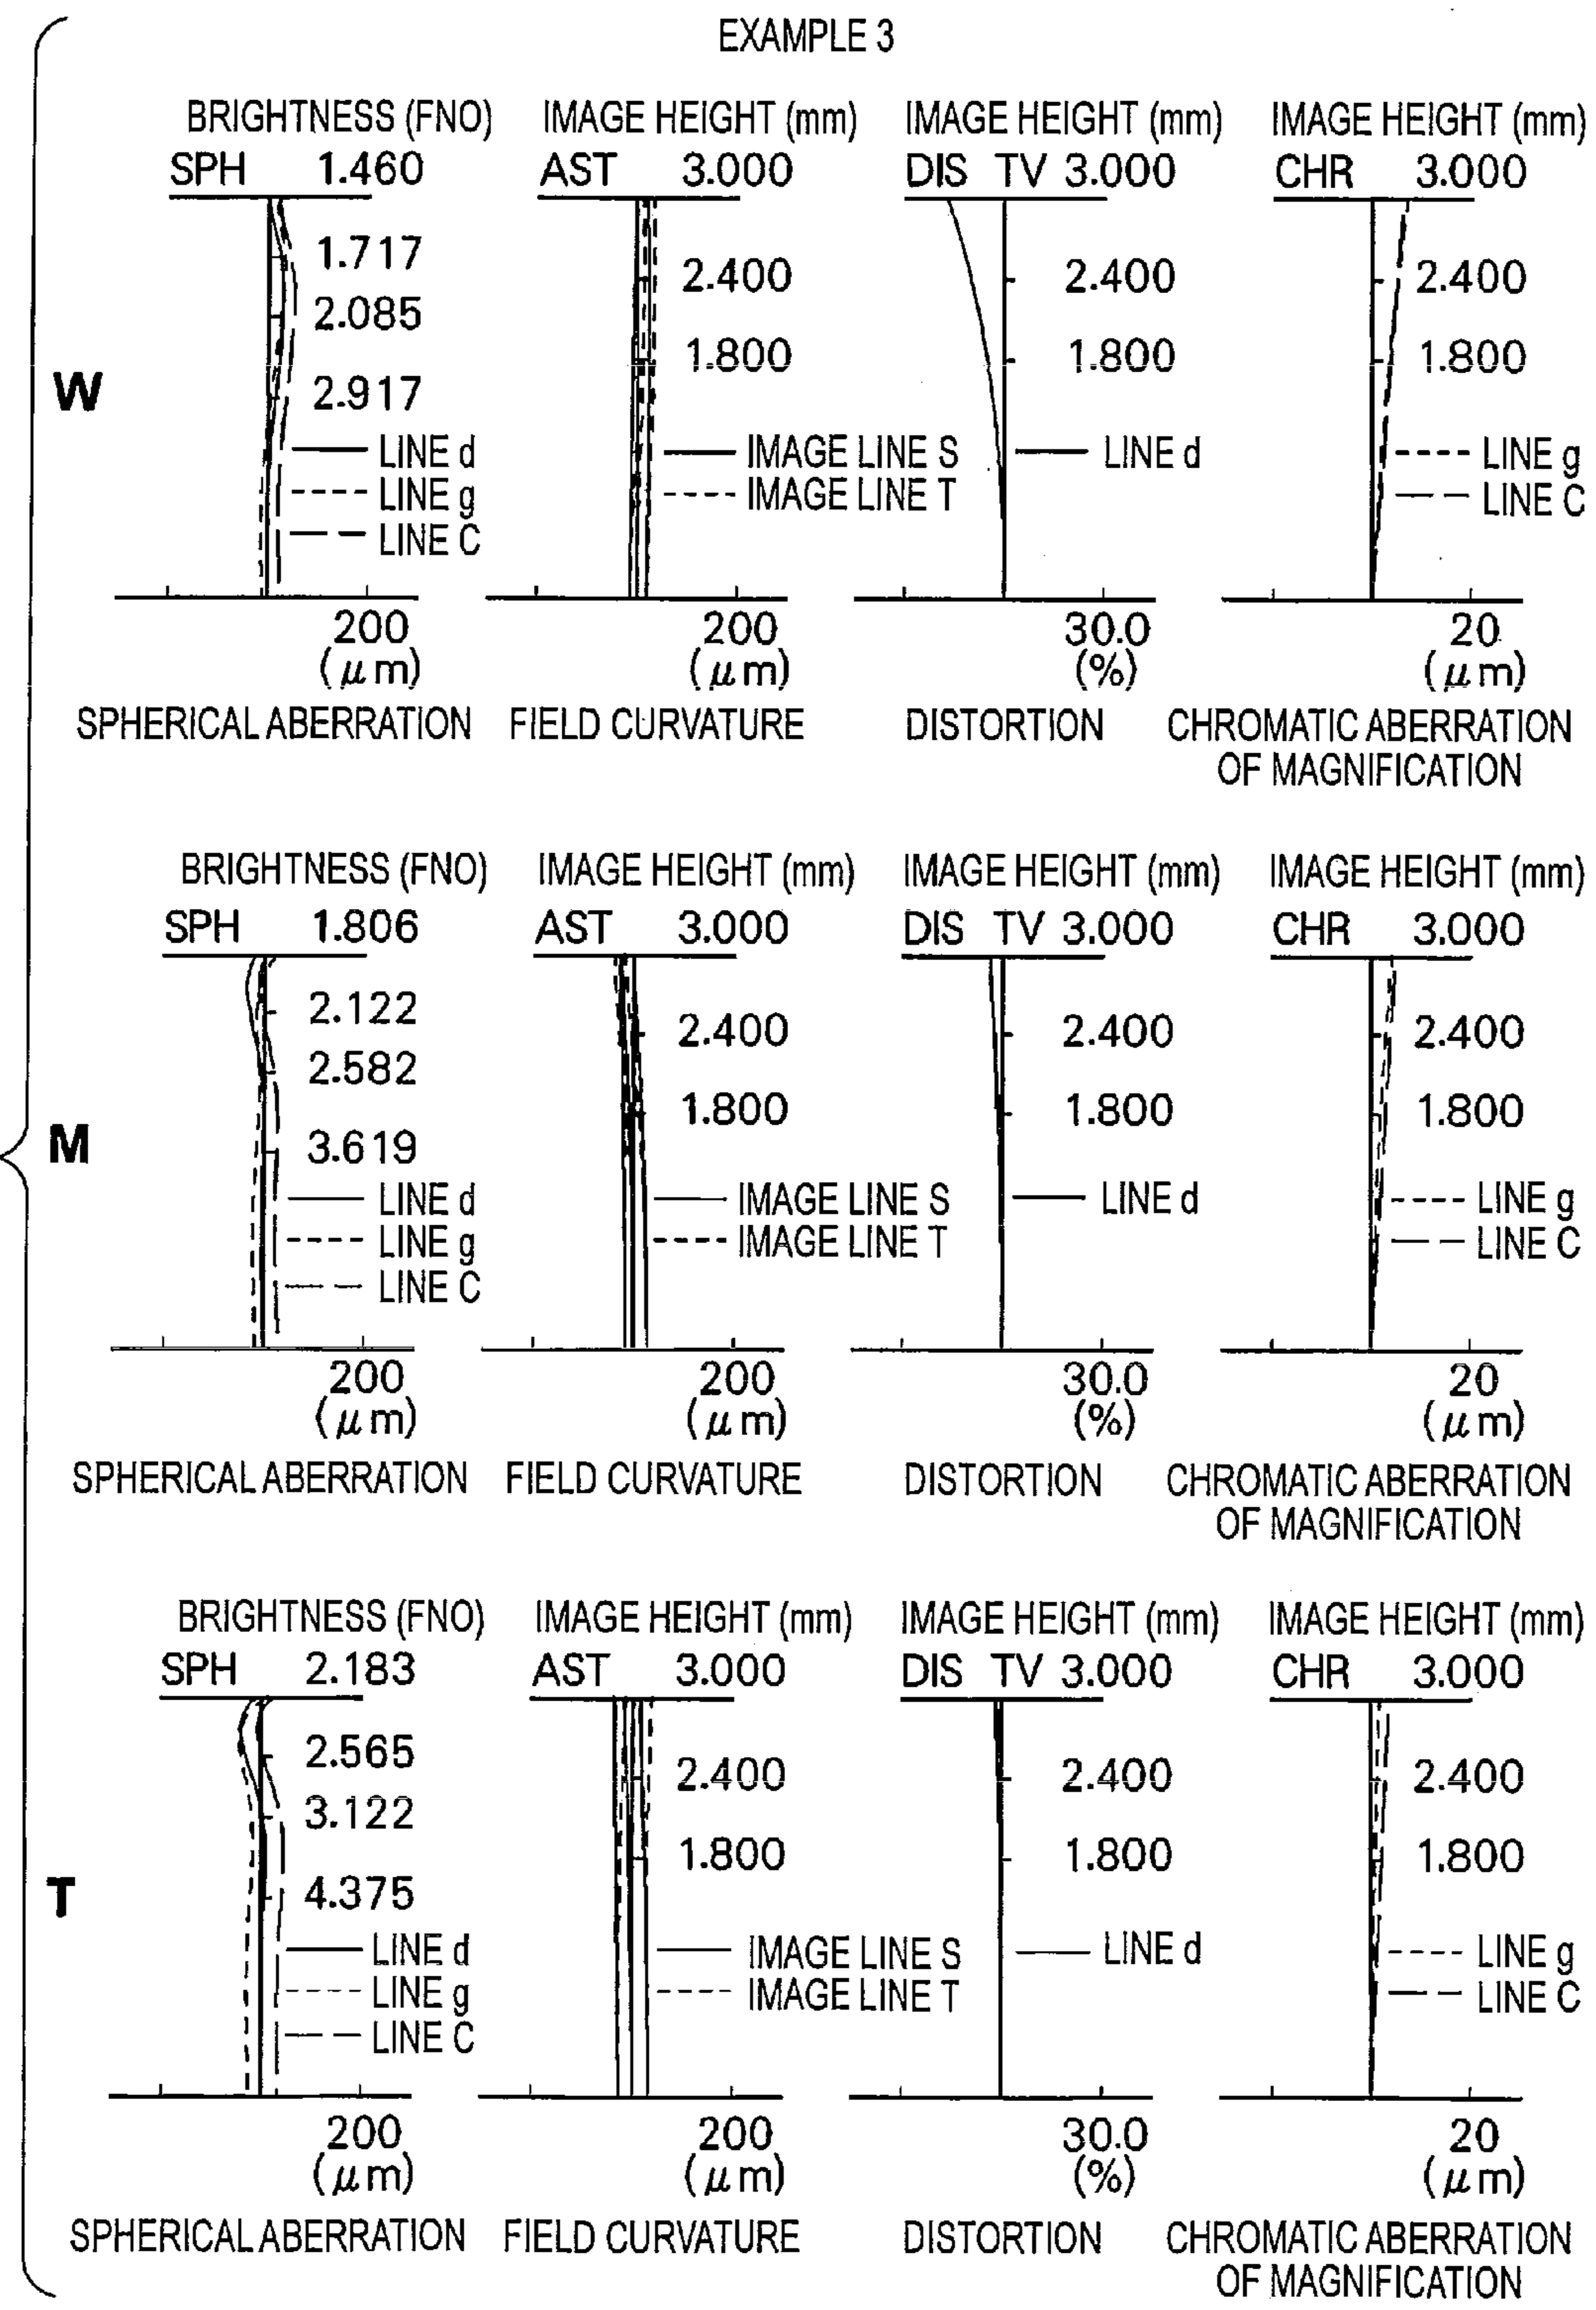 EXAMPLE 3
W
BRIGHTNESS (FNO)
SPH 1.460
1.717
2.085
2.917
LINE d
LINE g
LINE C
200
(μm)
SPHERICAL ABERRATION
IMAGE HEIGHT (mm)
AST 3.000
2.400
1.800
IMAGE LINE S
IMAGE LINE T
200
(μm)
FIELD CURVATURE
IMAGE HEIGHT (mm)
DIS TV 3.000
2.400
1.800
LINE d
30.0
(%)
DISTORTION
IMAGE HEIGHT (mm)
CHR 3.000
2.400
1.800
LINE g
LINE C
20
(μm)
CHROMATIC ABERRATION
OF MAGNIFICATION
M
BRIGHTNESS (FNO)
SPH 1.806
2.122
2.582
3.619
LINE d
LINE g
LINE C
200
(μm)
SPHERICAL ABERRATION
IMAGE HEIGHT (mm)
AST 3.000
2.400
1.800
IMAGE LINE S
IMAGE LINE T
200
(μm)
FIELD CURVATURE
IMAGE HEIGHT (mm)
DIS TV 3.000
2.400
1.800
LINE d
30.0
(%)
DISTORTION
IMAGE HEIGHT (mm)
CHR 3.000
2.400
1.800
LINE g
LINE C
20
(μm)
CHROMATIC ABERRATION
OF MAGNIFICATION
T
BRIGHTNESS (FNO)
SPH 2.183
2.565
3.122
4.375
LINE d
LINE g
LINE C
200
(μm)
SPHERICAL ABERRATION
IMAGE HEIGHT (mm)
AST 3.000
2.400
1.800
IMAGE LINE S
IMAGE LINE T
200
(μm)
FIELD CURVATURE
IMAGE HEIGHT (mm)
DIS TV 3.000
2.400
1.800
LINE d
30.0
(%)
DISTORTION
IMAGE HEIGHT (mm)
CHR 3.000
2.400
1.800
LINE g
LINE C
20
(μm)
CHROMATIC ABERRATION
OF MAGNIFICATION